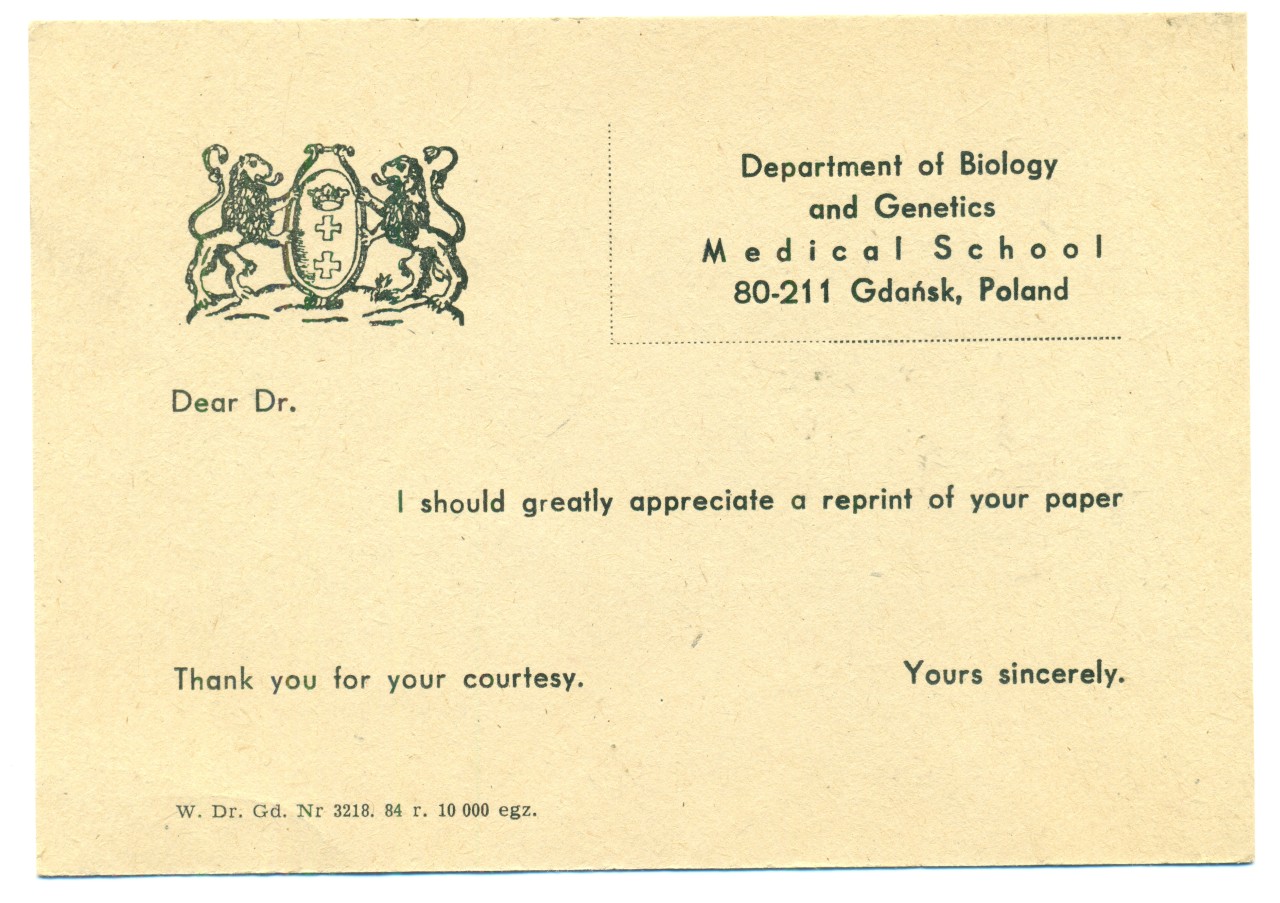 Department of Biology
and Genetics
Medical School
80-211 Gdańsk, Poland
Dear Dr.
I should greatly appreciate a reprint of your paper
Thank you for your courtesy.
Yours sincerely.
W. Dr. Gd. Nr 3218. 84 r. 10 000 egz.